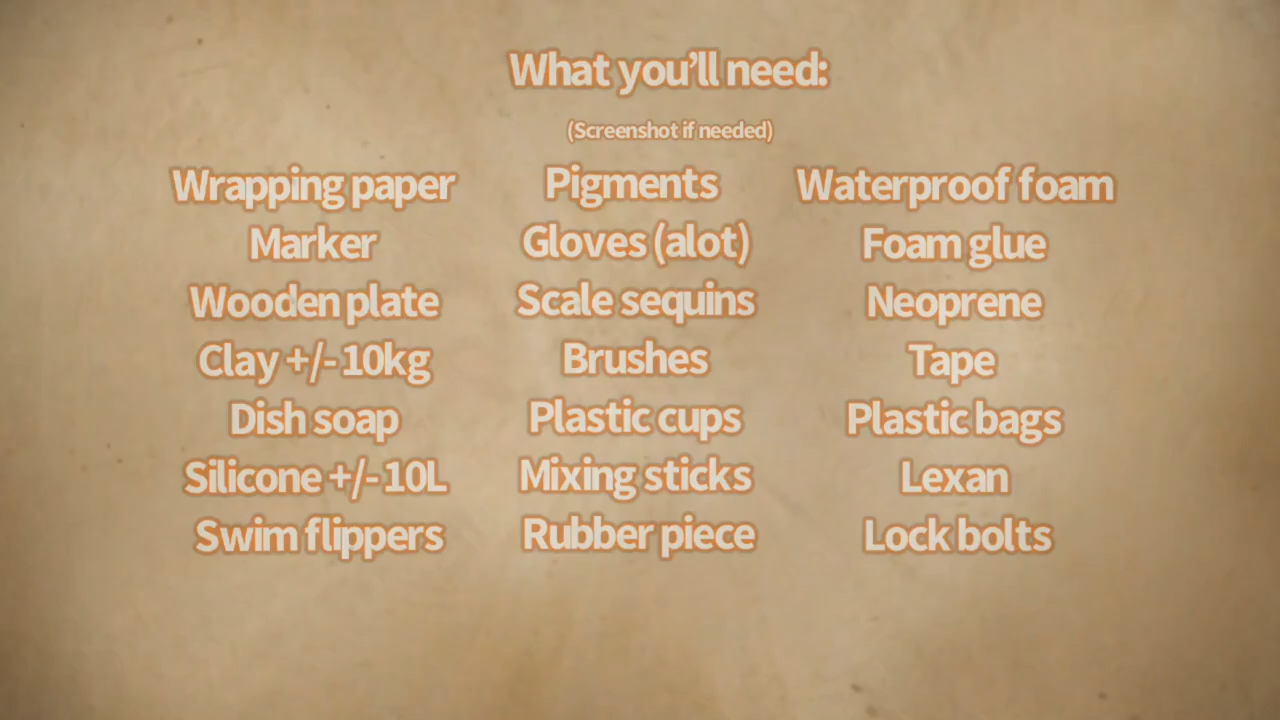 What you'll need:
(Screenshot if needed)
Wrapping paper
Marker
Wooden plate
Clay +/- 10kg
Dish soap
Silicone +/- 10L
Swim flippers
Pigments
Gloves (alot)
Scale sequins
Brushes
Plastic cups
Mixing sticks
Rubber piece
Waterproof foam
Foam glue
Neoprene
Tape
Plastic bags
Lexan
Lock bolts